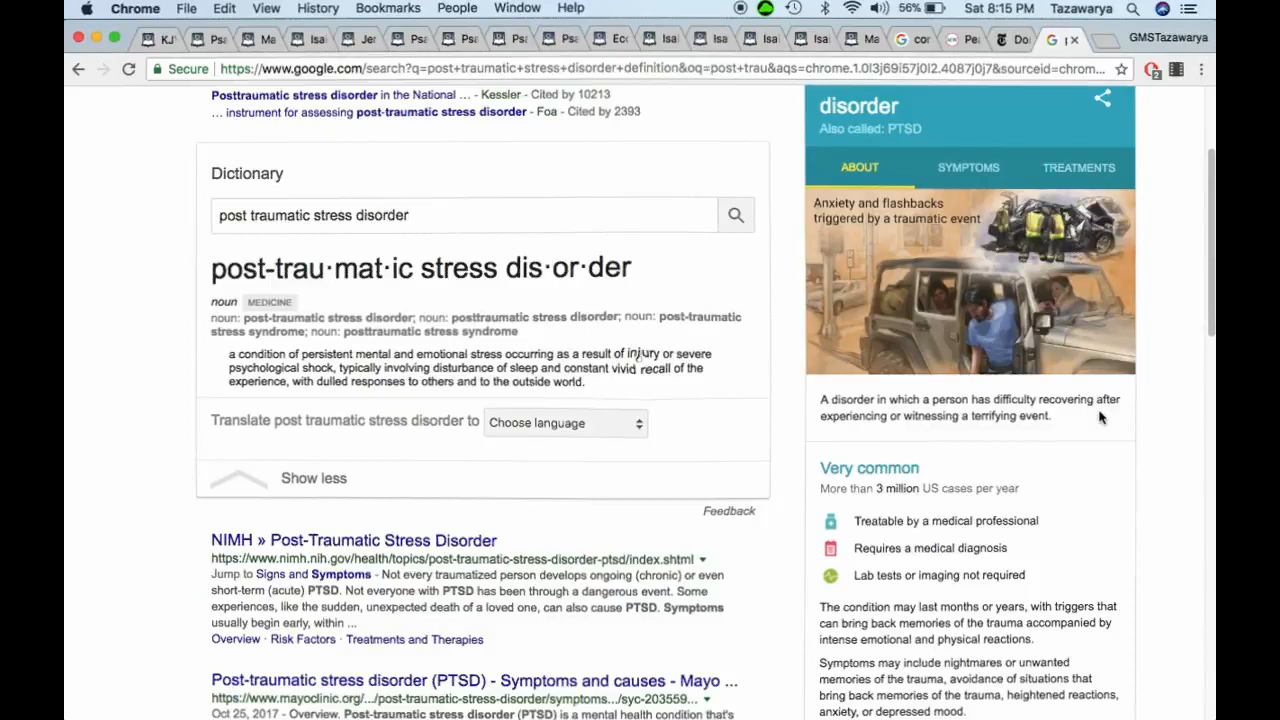 Chrome File Edit View History Bookmarks People Window Help 56% Sat 8:15 PM Tazawarya
KJV Psa Ma Isai Jer Psa Psa Psa Psa Ecc Isai Isa Isai Isai Ma cor Per Do GMSTazawarya
Secure https://www.google.com/search?q=post+traumatic+stress+disorder+definition&oq=post+trau&aqs=chrome.1.0l3j69i57j0l2.4087j0j7&sourceid=chrom...
Posttraumatic stress disorder in the National ... - Kessler - Cited by 10213
... instrument for assessing post-traumatic stress disorder - Foa - Cited by 2393
Dictionary
post traumatic stress disorder
post-trau·mat·ic stress dis·or·der
noun MEDICINE
noun: post-traumatic stress disorder; noun: posttraumatic stress disorder; noun: post-traumatic
stress syndrome; noun: posttraumatic stress syndrome
a condition of persistent mental and emotional stress occurring as a result of injury or severe
psychological shock, typically involving disturbance of sleep and constant vivid recall of the
experience, with dulled responses to others and to the outside world.
Translate post traumatic stress disorder to Choose language
Show less
Feedback
NIMH » Post-Traumatic Stress Disorder
https://www.nimh.nih.gov/health/topics/post-traumatic-stress-disorder-ptsd/index.shtml
Jump to Signs and Symptoms - Not every traumatized person develops ongoing (chronic) or even
short-term (acute) PTSD. Not everyone with PTSD has been through a dangerous event. Some
experiences, like the sudden, unexpected death of a loved one, can also cause PTSD. Symptoms
usually begin early, within ...
Overview · Risk Factors · Treatments and Therapies
Post-traumatic stress disorder (PTSD) - Symptoms and causes - Mayo ...
https://www.mayoclinic.org/.../post-traumatic-stress-disorder/symptoms.../syc-203559...
Oct 25, 2017 - Overview. Post-traumatic stress disorder (PTSD) is a mental health condition that's
disorder
Also called: PTSD
ABOUT SYMPTOMS TREATMENTS
Anxiety and flashbacks
triggered by a traumatic event
A disorder in which a person has difficulty recovering after
experiencing or witnessing a terrifying event.
Very common
More than 3 million US cases per year
Treatable by a medical professional
Requires a medical diagnosis
Lab tests or imaging not required
The condition may last months or years, with triggers that
can bring back memories of the trauma accompanied by
intense emotional and physical reactions.
Symptoms may include nightmares or unwanted
memories of the trauma, avoidance of situations that
bring back memories of the trauma, heightened reactions,
anxiety, or depressed mood.